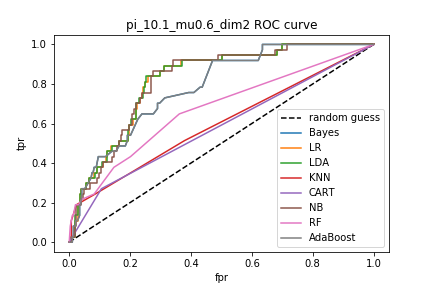 pi_10.1_mu0.6_dim2 ROC curve
tpr
1.0
0.8
0.6
0.4
0.2
0.0
random guess
Bayes
LR
LDA
KNN
CART
NB
RF
AdaBoost
0.0 0.2 0.4 0.6 0.8 1.0
fpr